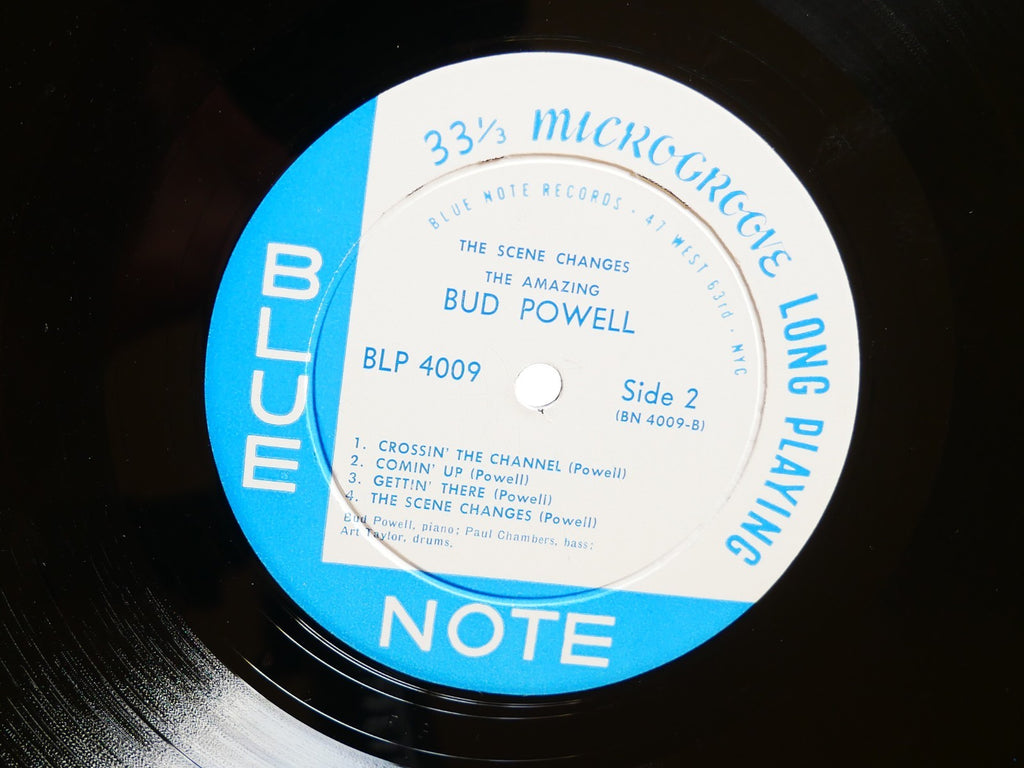 33⅓ MICROGROOVE LONG PLAYING
BLUE NOTE RECORDS · 47 WEST 63rd · NYC
THE SCENE CHANGES
THE AMAZING
BUD POWELL
BLP 4009
Side 2
(BN 4009-B)
1. CROSSIN' THE CHANNEL (Powell)
2. COMIN' UP (Powell)
3. GETTIN' THERE (Powell)
4. THE SCENE CHANGES (Powell)
Bud Powell, piano; Paul Chambers, bass;
Art Taylor, drums.
BLUE
NOTE